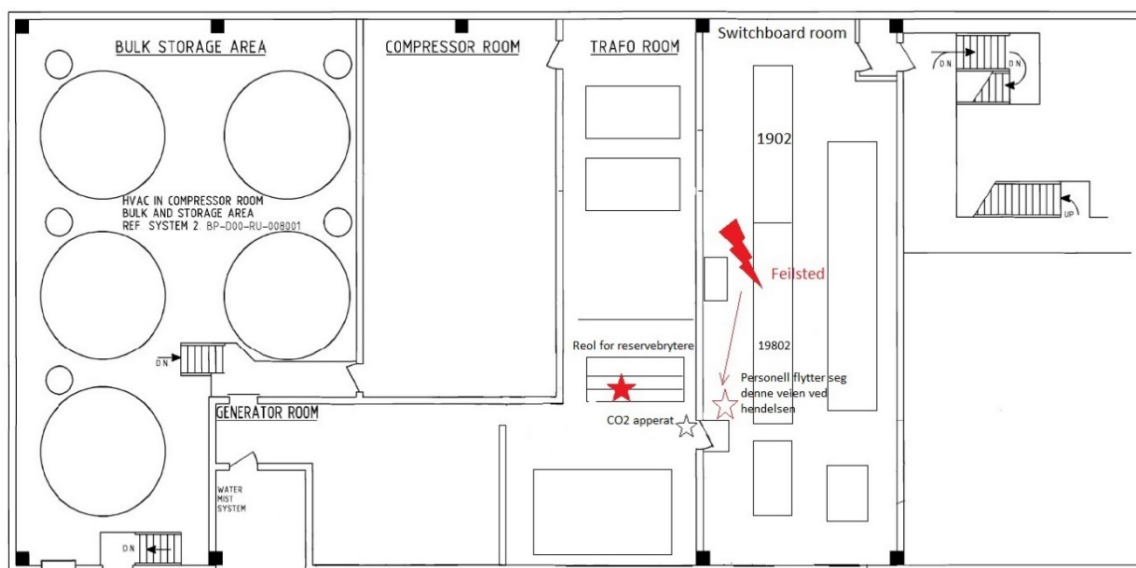 BULK STORAGE AREA
COMPRESSOR ROOM
TRAFO ROOM
Switchboard room
DN
DN
1902
HVAC IN COMPRESSOR ROOM
BULK AND STORAGE AREA
REF. SYSTEM 2. BP-D00-RU-008001
UP
Feilsted
Reol for reservebrytere
19802
DN
Personell flytter seg
denne veien ved
hendelsen
GENERATOR ROOM
CO2 apperat
WATER
MIST
SYSTEM
DN